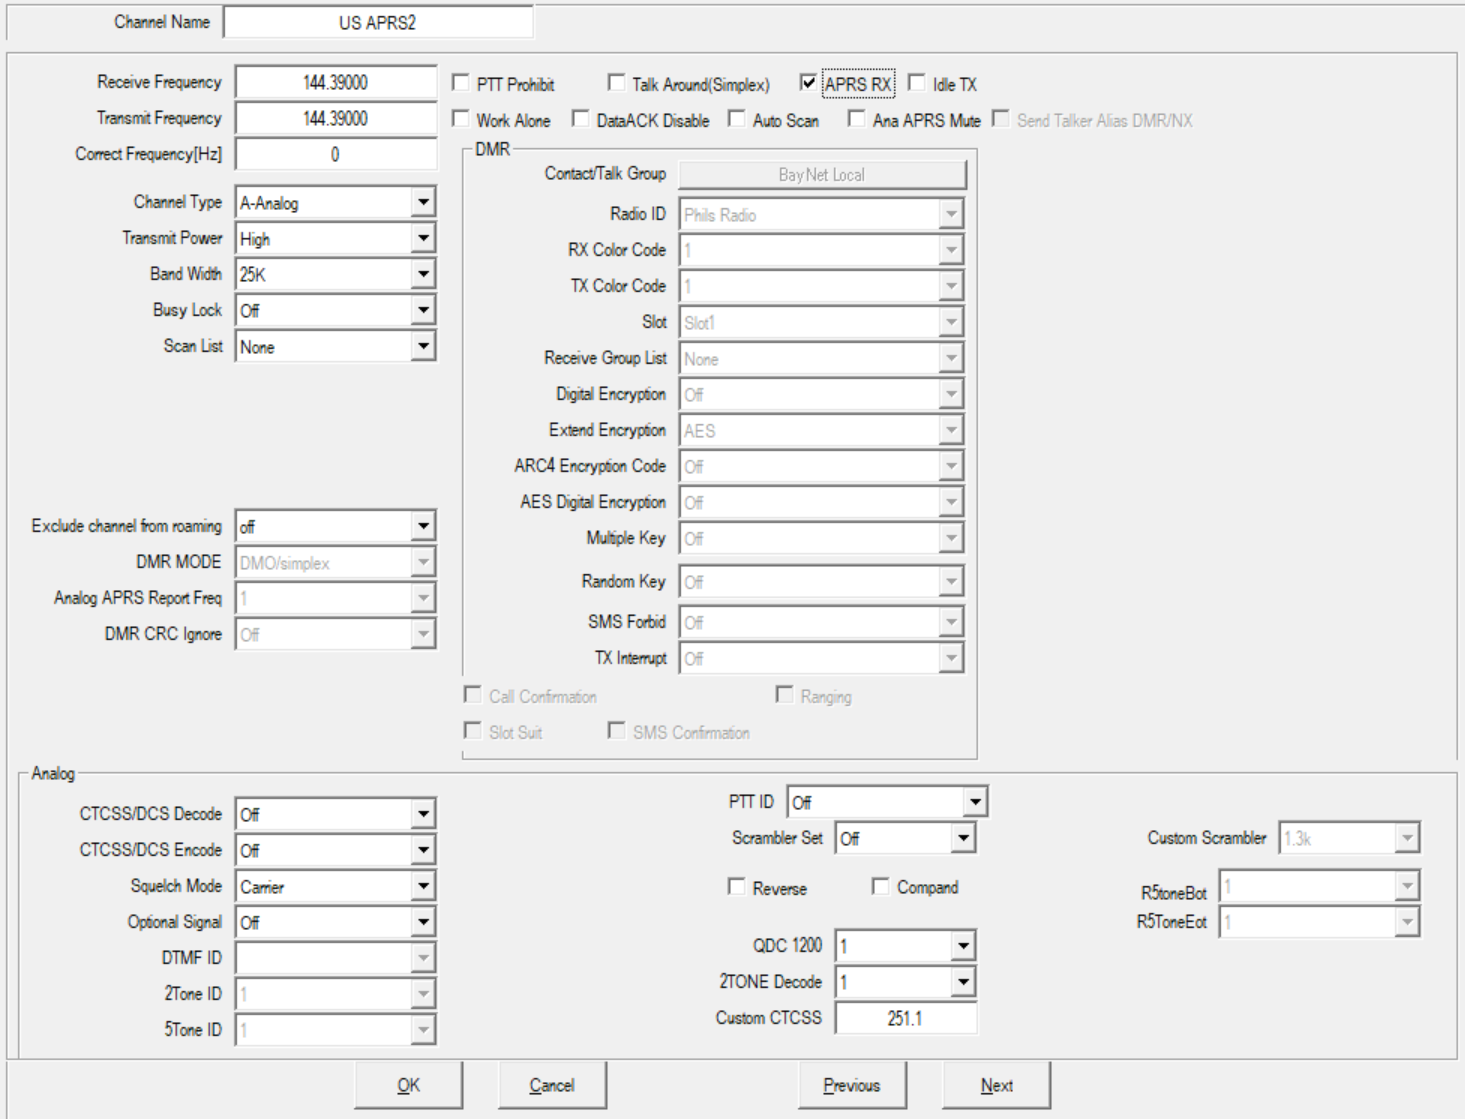 Channel Name US APRS2
Receive Frequency 144.39000 PTT Prohibit Talk Around(Simplex) APRS RX Idle TX
Transmit Frequency 144.39000 Work Alone DataACK Disable Auto Scan Ana APRS Mute Send Talker Alias DMR/NX
Correct Frequency[Hz] 0
DMR
Contact/Talk Group BayNet Local
Channel Type A-Analog Radio ID Phils Radio
Transmit Power High RX Color Code 1
Band Width 25K TX Color Code 1
Busy Lock Off Slot Slot1
Scan List None Receive Group List None
Digital Encryption Off
Extend Encryption AES
ARC4 Encryption Code Off
AES Digital Encryption Off
Exclude channel from roaming off Multiple Key Off
DMR MODE DMO/simplex Random Key Off
Analog APRS Report Freq 1 SMS Forbid Off
DMR CRC Ignore Off TX Interrupt Off
Call Confirmation Ranging
Slot Suit SMS Confirmation
Analog
CTCSS/DCS Decode Off PTT ID Off
CTCSS/DCS Encode Off Scrambler Set Off Custom Scrambler 1.3k
Squelch Mode Carrier Reverse Compand R5toneBot 1
Optional Signal Off R5ToneEot 1
DTMF ID QDC 1200 1
2Tone ID 1 2TONE Decode 1
5Tone ID 1 Custom CTCSS 251.1
OK Cancel Previous Next